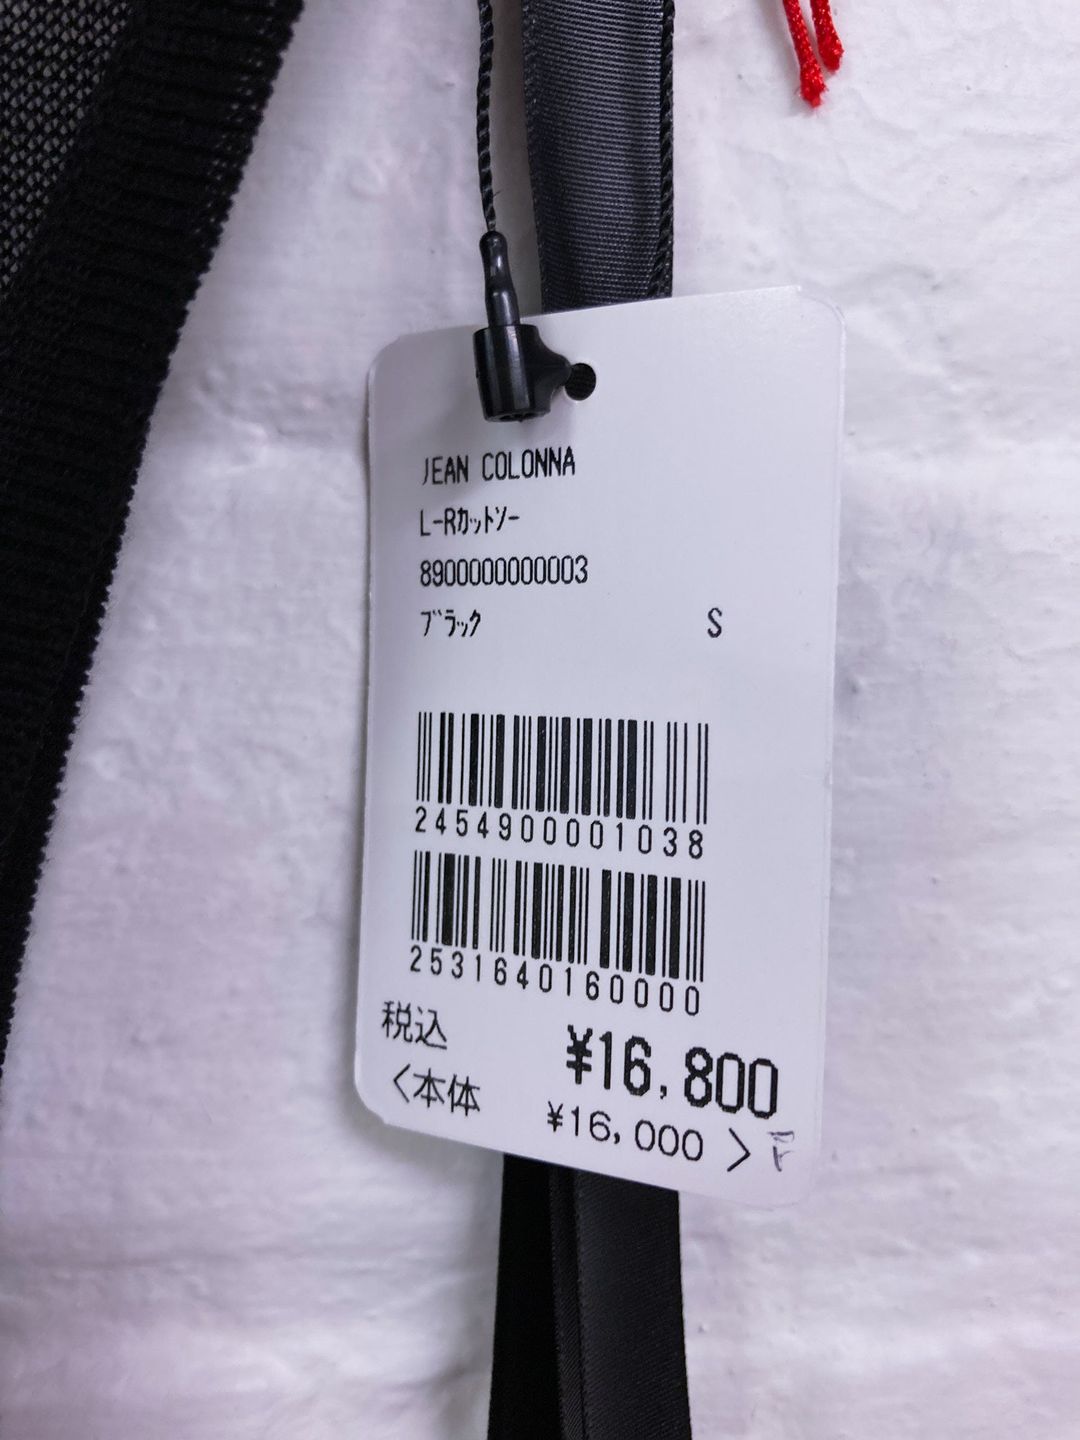 JEAN COLONNA
L-Rｶｯﾄｿｰ
8900000000003
ﾌﾞﾗｯｸ S
2454900001038
2531640160000
税込 ¥16,800
<本体 ¥16,000>